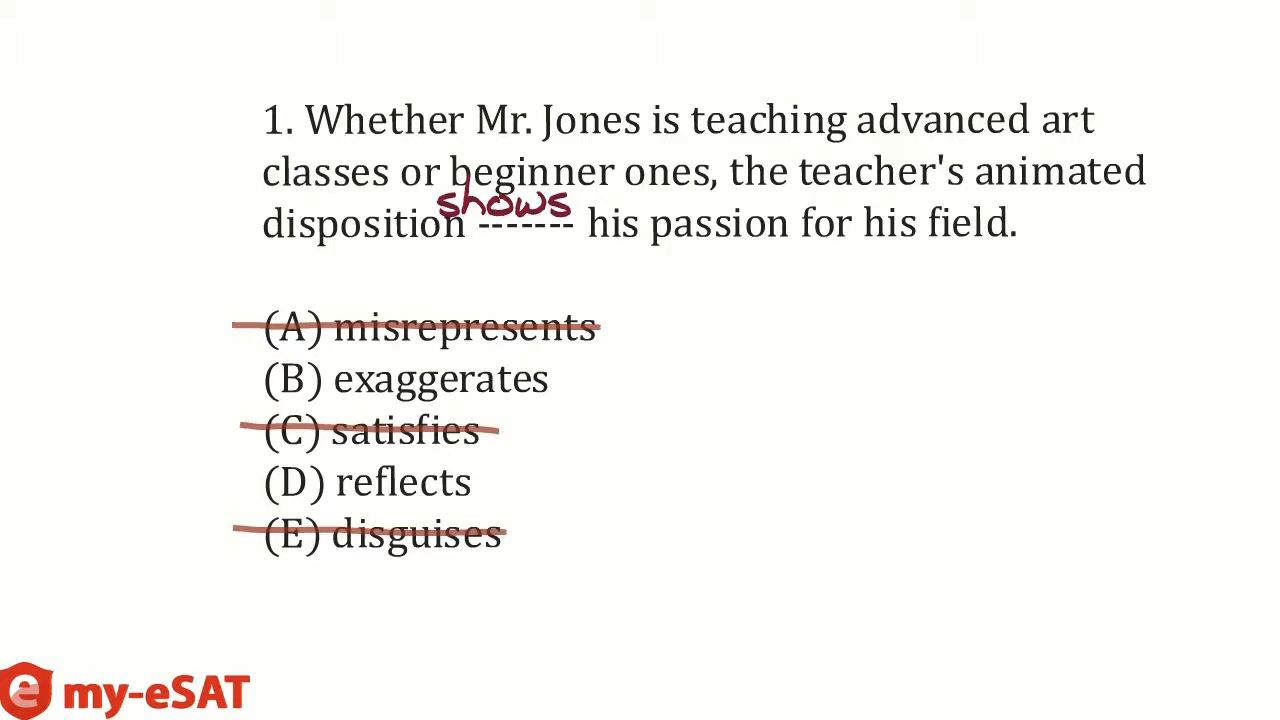 1. Whether Mr. Jones is teaching advanced art
classes or beginner ones, the teacher's animated
shows
disposition ------- his passion for his field.
(A) misrepresents
(B) exaggerates
(C) satisfies
(D) reflects
(E) disguises
e my-eSAT